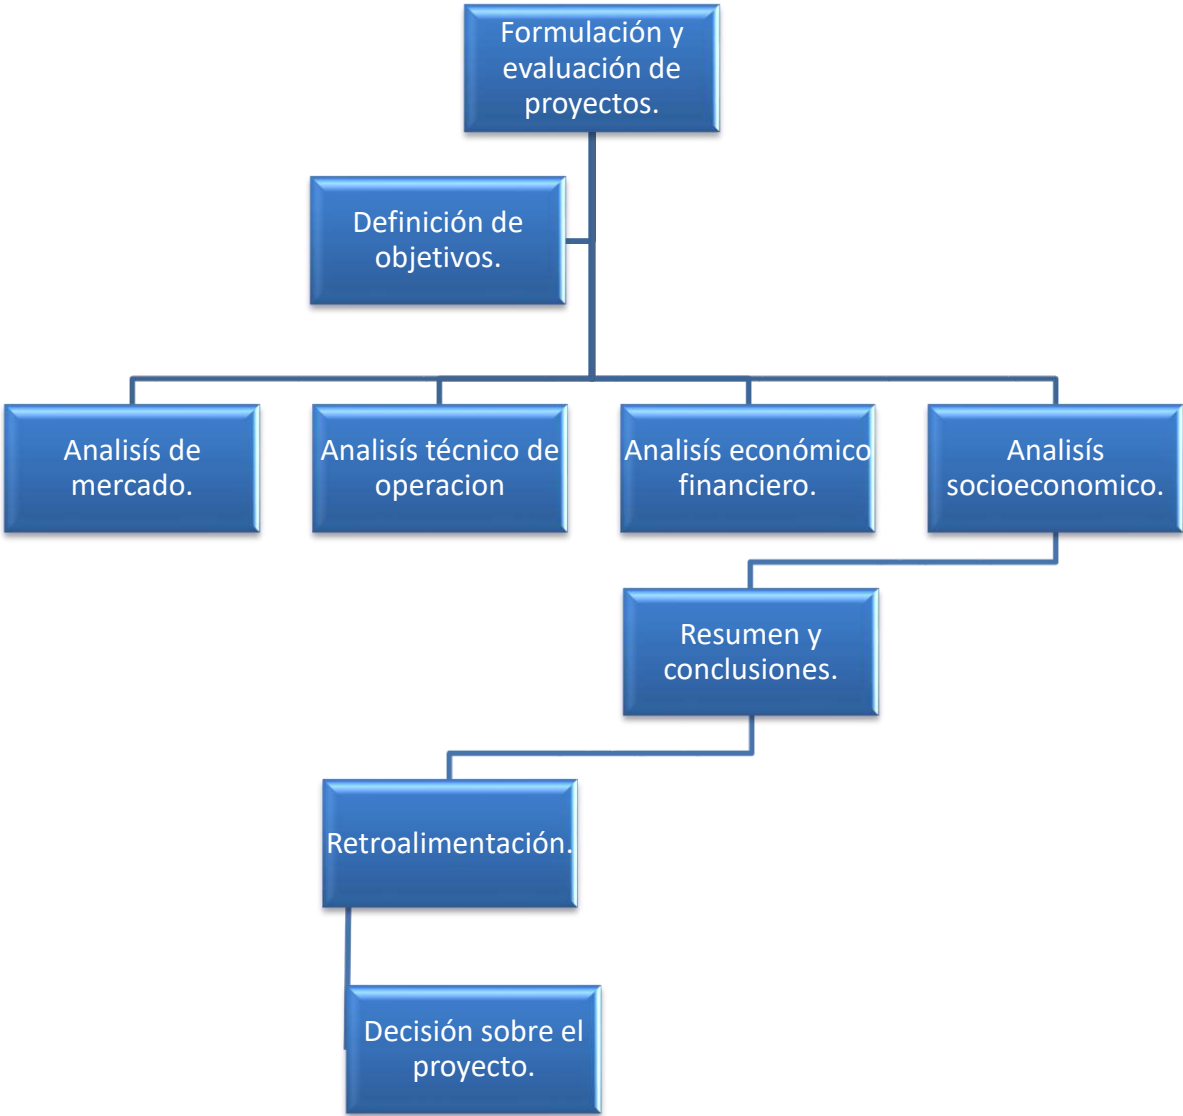 Formulación y
evaluación de
proyectos.
Definición de
objetivos.
Analisís de
mercado.
Analisís técnico de
operacion
Analisís económico
financiero.
Analisís
socioeconomico.
Resumen y
conclusiones.
Retroalimentación.
Decisión sobre el
proyecto.